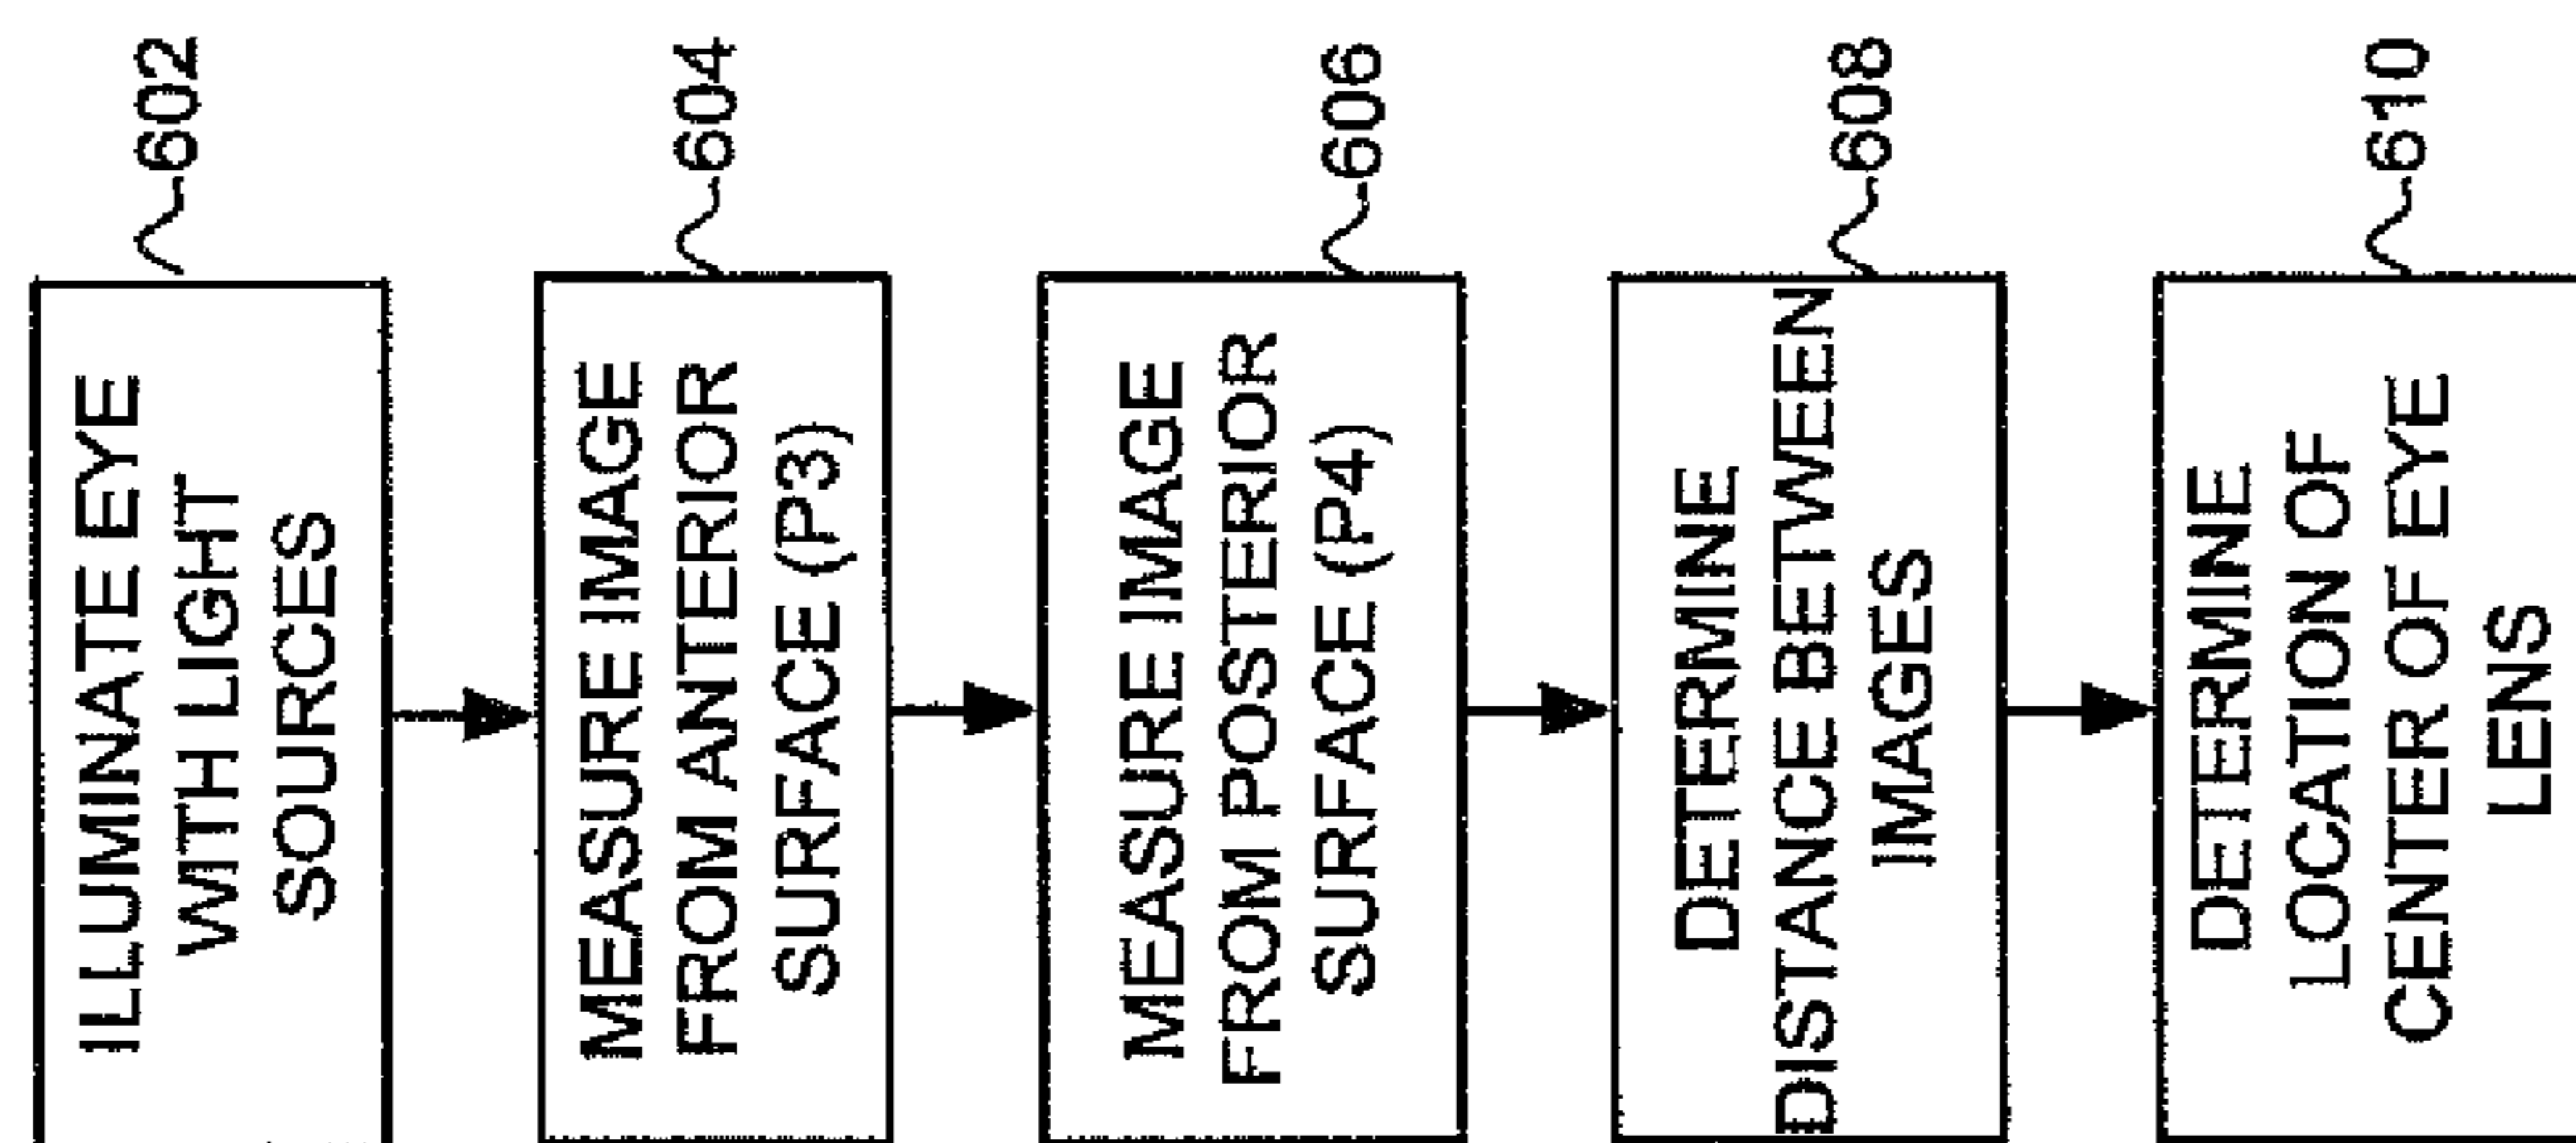 ILLUMINATE EYE
WITH LIGHT
SOURCES
602
MEASURE IMAGE
FROM ANTERIOR
SURFACE (P3)
604
MEASURE IMAGE
FROM POSTERIOR
SURFACE (P4)
606
DETERMINE
DISTANCE BETWEEN
IMAGES
608
DETERMINE
LOCATION OF
CENTER OF EYE
LENS
610